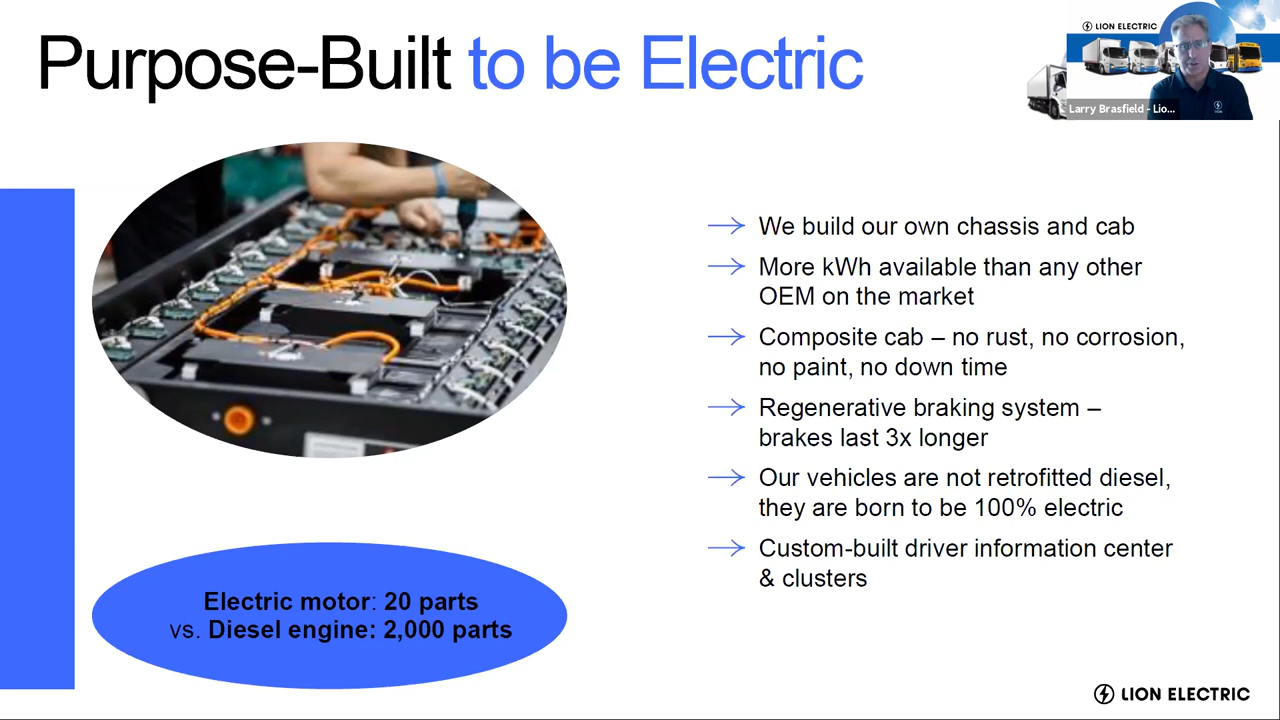 Purpose-Built to be Electric
LION ELECTRIC
Larry Brasfield - Lio...
We build our own chassis and cab
More kWh available than any other
OEM on the market
Composite cab – no rust, no corrosion,
no paint, no down time
Regenerative braking system –
brakes last 3x longer
Our vehicles are not retrofitted diesel,
they are born to be 100% electric
Custom-built driver information center
& clusters
Electric motor: 20 parts
vs. Diesel engine: 2,000 parts
LION ELECTRIC